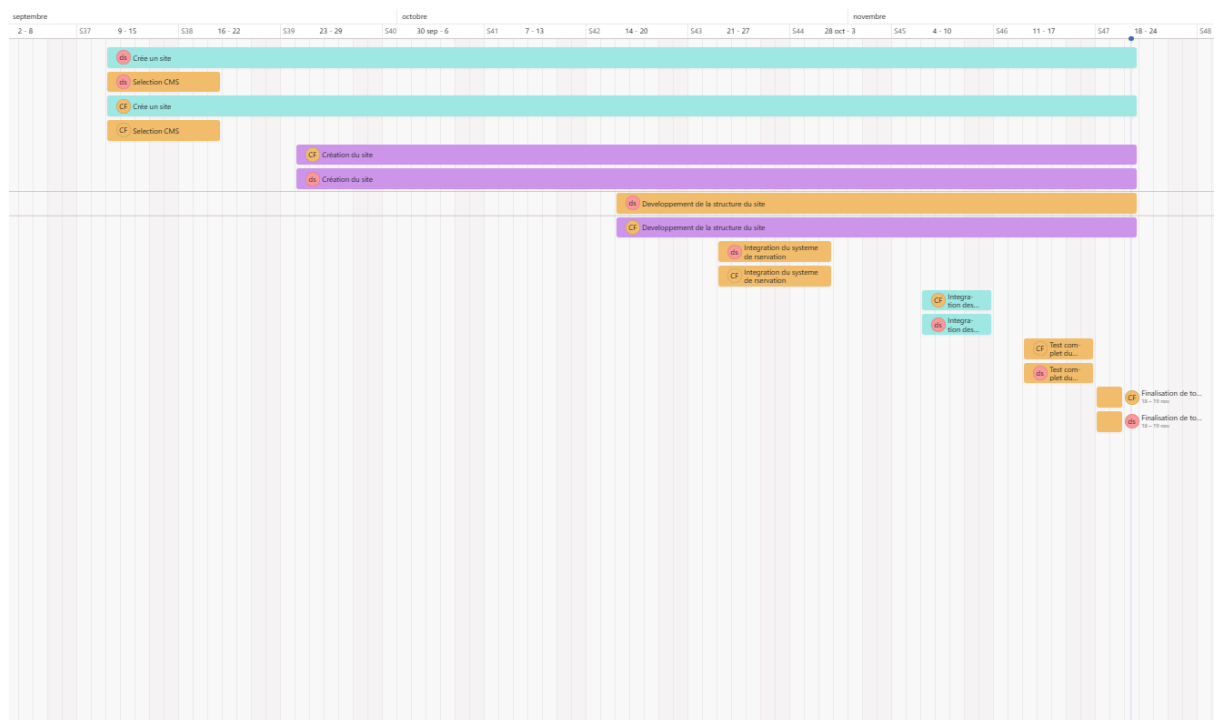 septembre octobre novembre
2 - 8 S37 9 - 15 S38 16 - 22 S39 23 - 29 S40 30 sep - 6 S41 7 - 13 S42 14 - 20 S43 21 - 27 S44 28 oct - 3 S45 4 - 10 S46 11 - 17 S47 18 - 24 S48
ds Crée un site
ds Selection CMS
CF Crée un site
CF Selection CMS
CF Création du site
ds Création du site
ds Developpement de la structure du site
CF Developpement de la structure du site
ds Integration du systeme
de rservation
CF Integration du systeme
de rservation
CF Integra-
tion des...
ds Integra-
tion des...
CF Test com-
plet du...
ds Test com-
plet du...
CF Finalisation de to...
18 – 19 nov
ds Finalisation de to...
18 – 19 nov